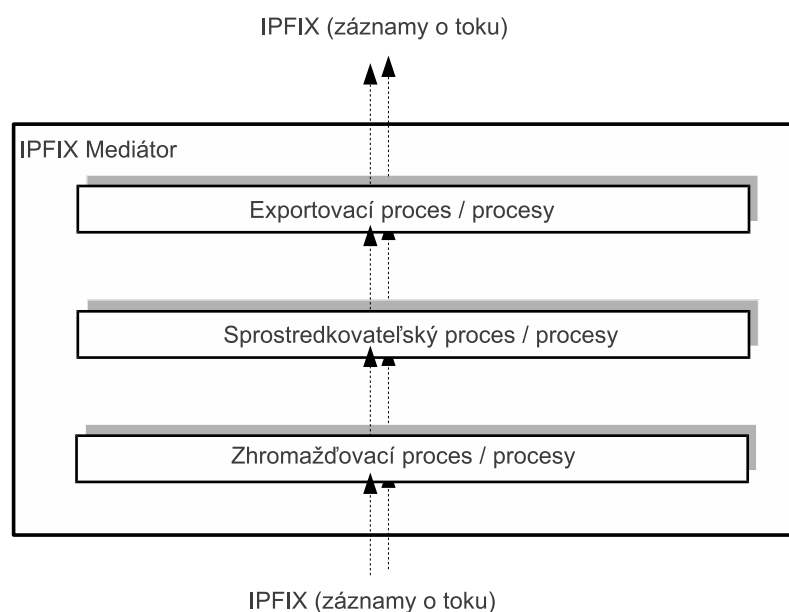 IPFIX (záznamy o toku)
IPFIX Mediátor
Exportovací proces / procesy
Sprostredkovateľský proces / procesy
Zhromažďovací proces / procesy
IPFIX (záznamy o toku)